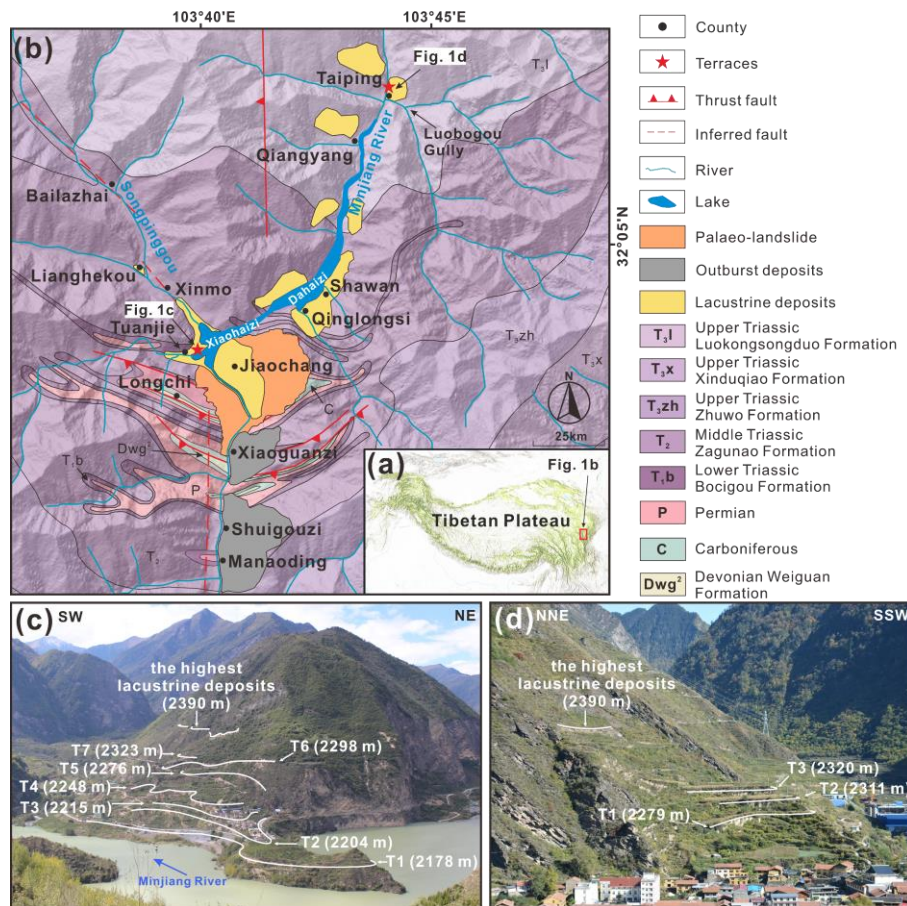 103°40'E
103°45'E
(b)
Fig. 1d
Taiping
T₃l
Luobogou
Gully
Qiangyang
Minjiang River
Songpinggou
Bailazhai
32°05'N
Lianghekou
Xinmo
Dahaizi
Shawan
Fig. 1c
Tuanjie
Xiaohaizi
Qinglongsi
T₃zh
T₃x
Jiaochang
Longchi
C
N
25km
Dwg²
Xiaoguanzi
T₁b
P
(a)
Fig. 1b
Tibetan Plateau
Shuigouzi
T₂
Manaoding
County
Terraces
Thrust fault
Inferred fault
River
Lake
Palaeo-landslide
Outburst deposits
Lacustrine deposits
T₃l Upper Triassic
Luokongsongduo Formation
T₃x Upper Triassic
Xinduqiao Formation
T₃zh Upper Triassic
Zhuwo Formation
T₂ Middle Triassic
Zagunao Formation
T₁b Lower Triassic
Bocigou Formation
P Permian
C Carboniferous
Dwg² Devonian Weiguan
Formation
(c) SW
NE
the highest
lacustrine deposits
(2390 m)
T7 (2323 m)
T6 (2298 m)
T5 (2276 m)
T4 (2248 m)
T3 (2215 m)
T2 (2204 m)
T1 (2178 m)
Minjiang River
(d) NNE
SSW
the highest
lacustrine deposits
(2390 m)
T3 (2320 m)
T2 (2311 m)
T1 (2279 m)